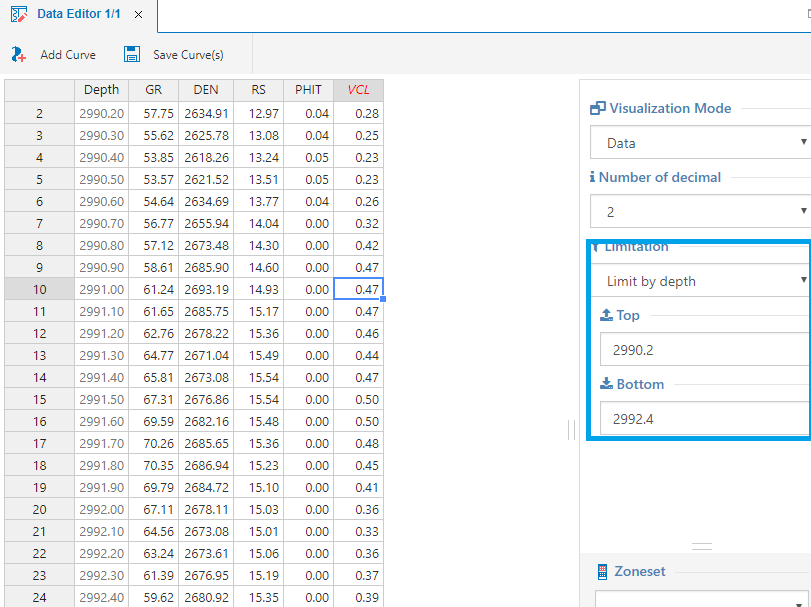 Data Editor 1/1 ×
Add Curve Save Curve(s)
Depth GR DEN RS PHIT VCL
2 2990.20 57.75 2634.91 12.97 0.04 0.28
3 2990.30 55.62 2625.78 13.08 0.04 0.25
4 2990.40 53.85 2618.26 13.24 0.05 0.23
5 2990.50 53.57 2621.52 13.51 0.05 0.23
6 2990.60 54.64 2634.69 13.77 0.04 0.26
7 2990.70 56.77 2655.94 14.04 0.00 0.32
8 2990.80 57.12 2673.48 14.30 0.00 0.42
9 2990.90 58.61 2685.90 14.60 0.00 0.47
10 2991.00 61.24 2693.19 14.93 0.00 0.47
11 2991.10 61.65 2685.75 15.17 0.00 0.47
12 2991.20 62.76 2678.22 15.36 0.00 0.46
13 2991.30 64.77 2671.04 15.49 0.00 0.44
14 2991.40 65.81 2673.08 15.54 0.00 0.47
15 2991.50 67.31 2676.86 15.54 0.00 0.50
16 2991.60 69.59 2682.16 15.48 0.00 0.50
17 2991.70 70.26 2685.65 15.36 0.00 0.48
18 2991.80 70.35 2686.94 15.23 0.00 0.45
19 2991.90 69.79 2684.72 15.10 0.00 0.41
20 2992.00 67.11 2678.11 15.03 0.00 0.36
21 2992.10 64.56 2673.08 15.01 0.00 0.33
22 2992.20 63.24 2673.61 15.06 0.00 0.36
23 2992.30 61.39 2676.95 15.19 0.00 0.37
24 2992.40 59.62 2680.92 15.35 0.00 0.39
Visualization Mode
Data
Number of decimal
2
Limitation
Limit by depth
Top
2990.2
Bottom
2992.4
Zoneset